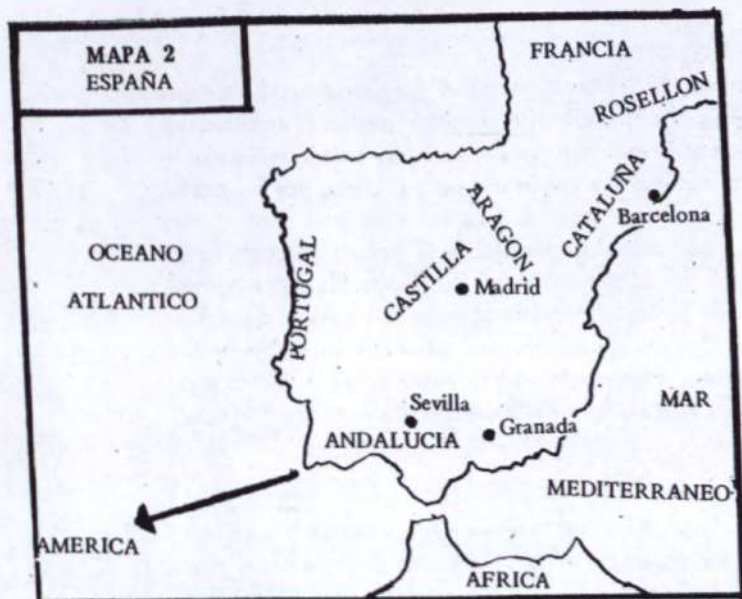 MAPA 2
ESPAÑA
FRANCIA
ROSELLON
CATALUÑA
Barcelona
ARAGON
CASTILLA
Madrid
PORTUGAL
OCEANO
ATLANTICO
Sevilla
Granada
ANDALUCIA
MAR
MEDITERRANEO
AMERICA
AFRICA